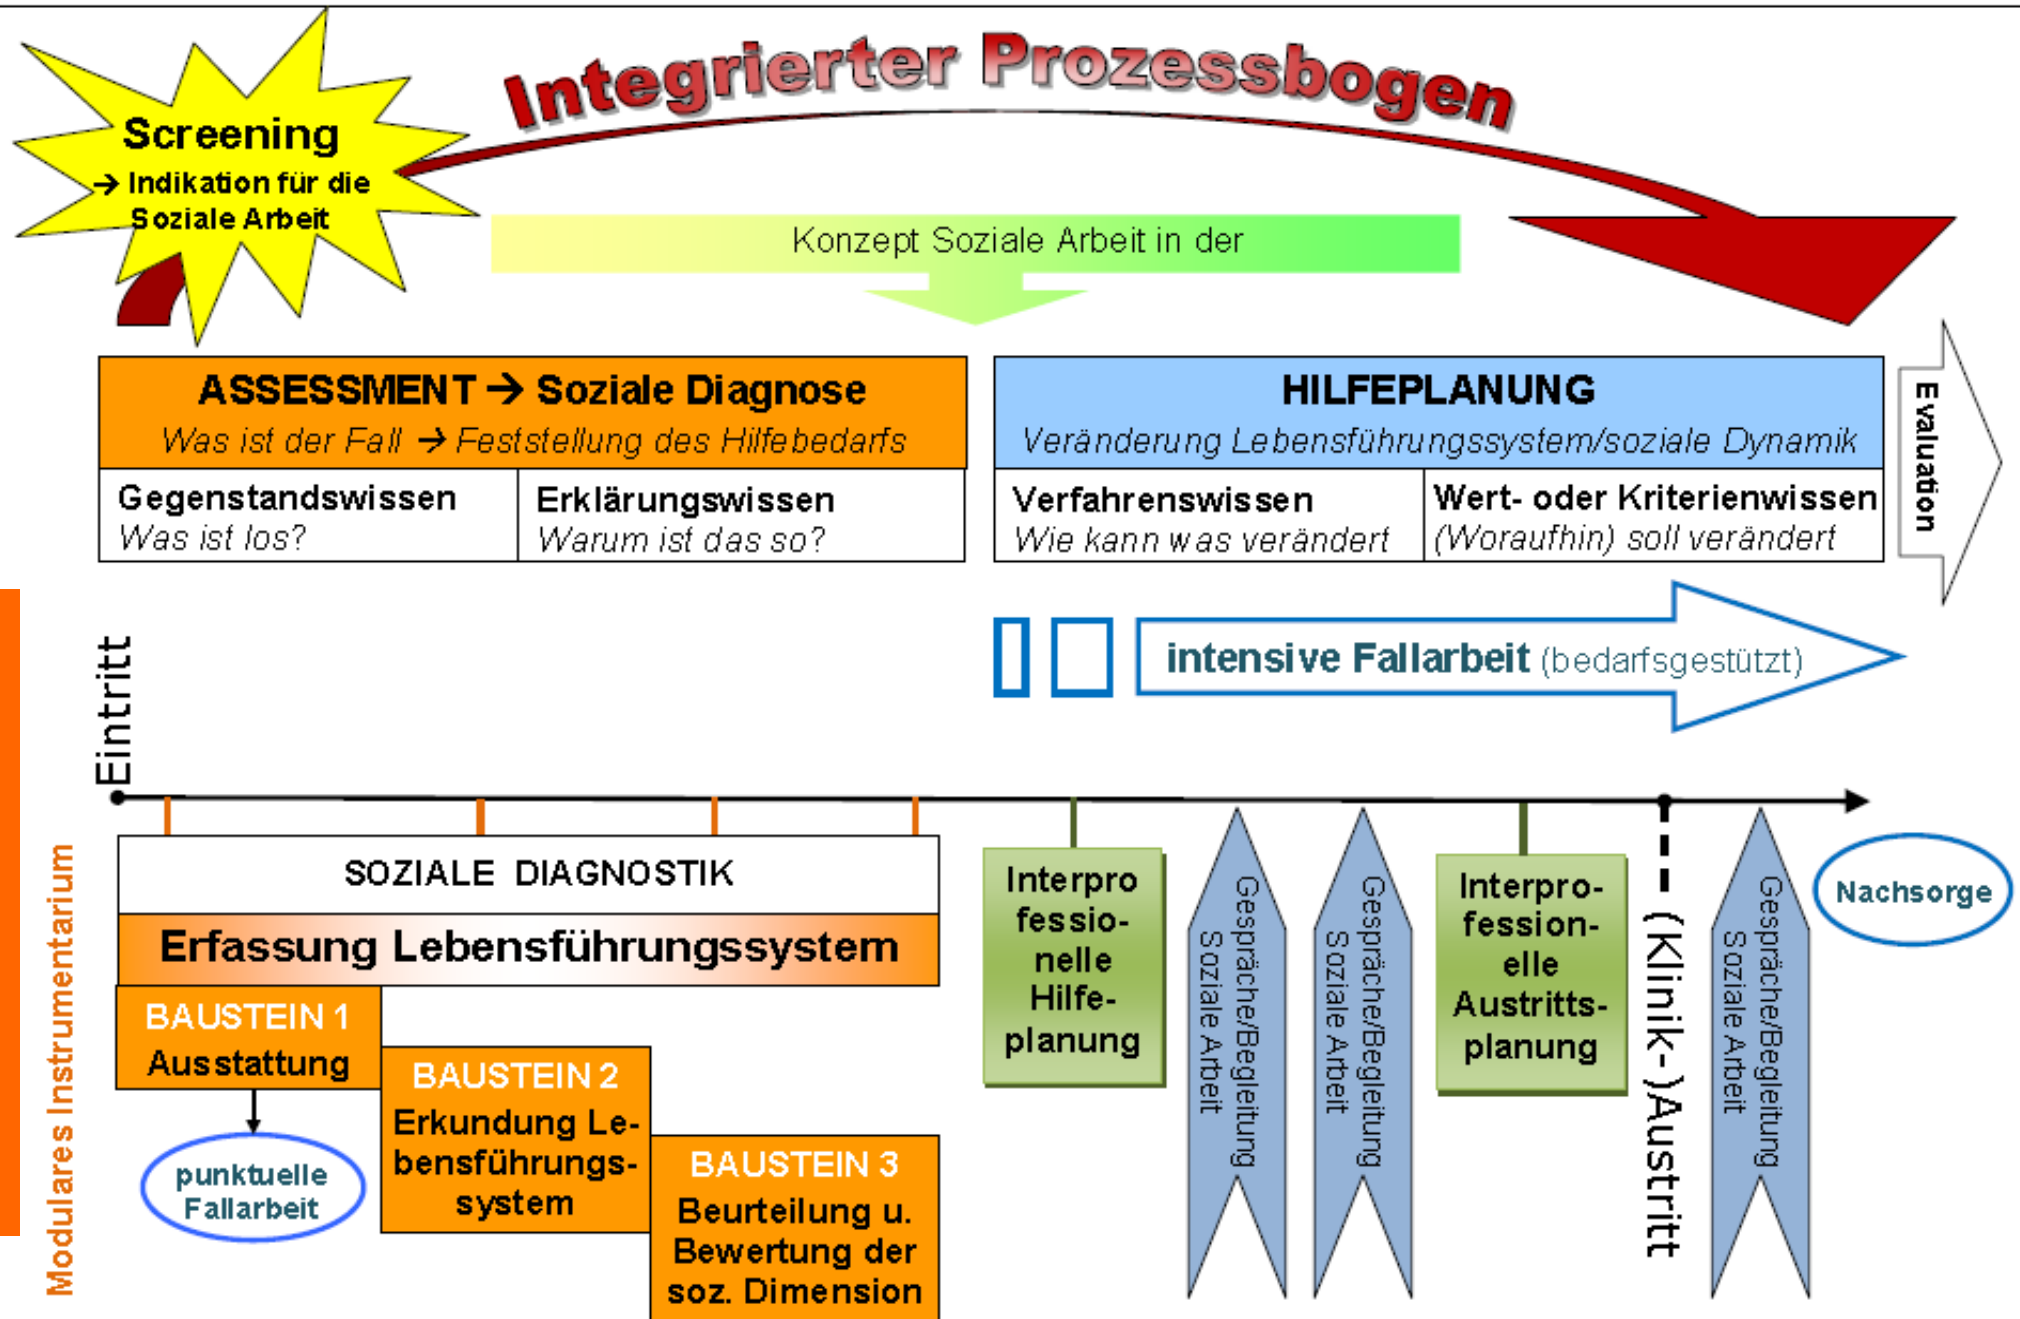 Integrierter Prozessbogen
Screening
→ Indikation für die
Soziale Arbeit
Konzept Soziale Arbeit in der
ASSESSMENT → Soziale Diagnose
Was ist der Fall → Feststellung des Hilfebedarfs
Gegenstandswissen
Was ist los?
Erklärungswissen
Warum ist das so?
HILFEPLANUNG
Veränderung Lebensführungssystem/soziale Dynamik
Verfahrenswissen
Wie kann was verändert
Wert- oder Kriterienwissen
(Woraufhin) soll verändert
Evaluation
intensive Fallarbeit (bedarfsgestützt)
Eintritt
Modulares Instrumentarium
SOZIALE DIAGNOSTIK
Erfassung Lebensführungssystem
BAUSTEIN 1
Ausstattung
punktuelle
Fallarbeit
BAUSTEIN 2
Erkundung Le-
bensführungs-
system
BAUSTEIN 3
Beurteilung u.
Bewertung der
soz. Dimension
Interpro
fessio-
nelle
Hilfe-
planung
Gespräche/Begleitung
Soziale Arbeit
Gespräche/Begleitung
Soziale Arbeit
Interpro-
fession-
elle
Austritts-
planung
(Klinik-)Austritt
Gespräche/Begleitung
Soziale Arbeit
Nachsorge